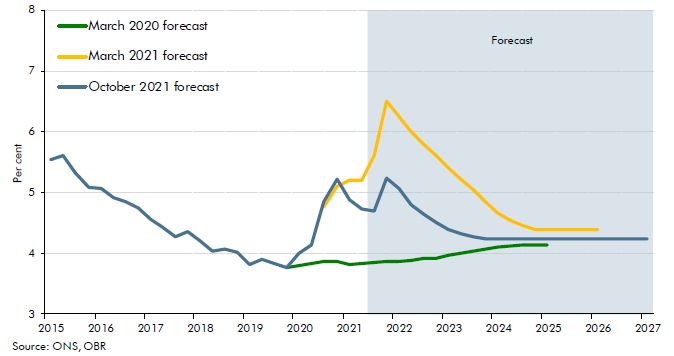 8
7
6
5
4
3
Per cent
March 2020 forecast
March 2021 forecast
October 2021 forecast
Forecast
2015 2016 2017 2018 2019 2020 2021 2022 2023 2024 2025 2026 2027
Source: ONS, OBR